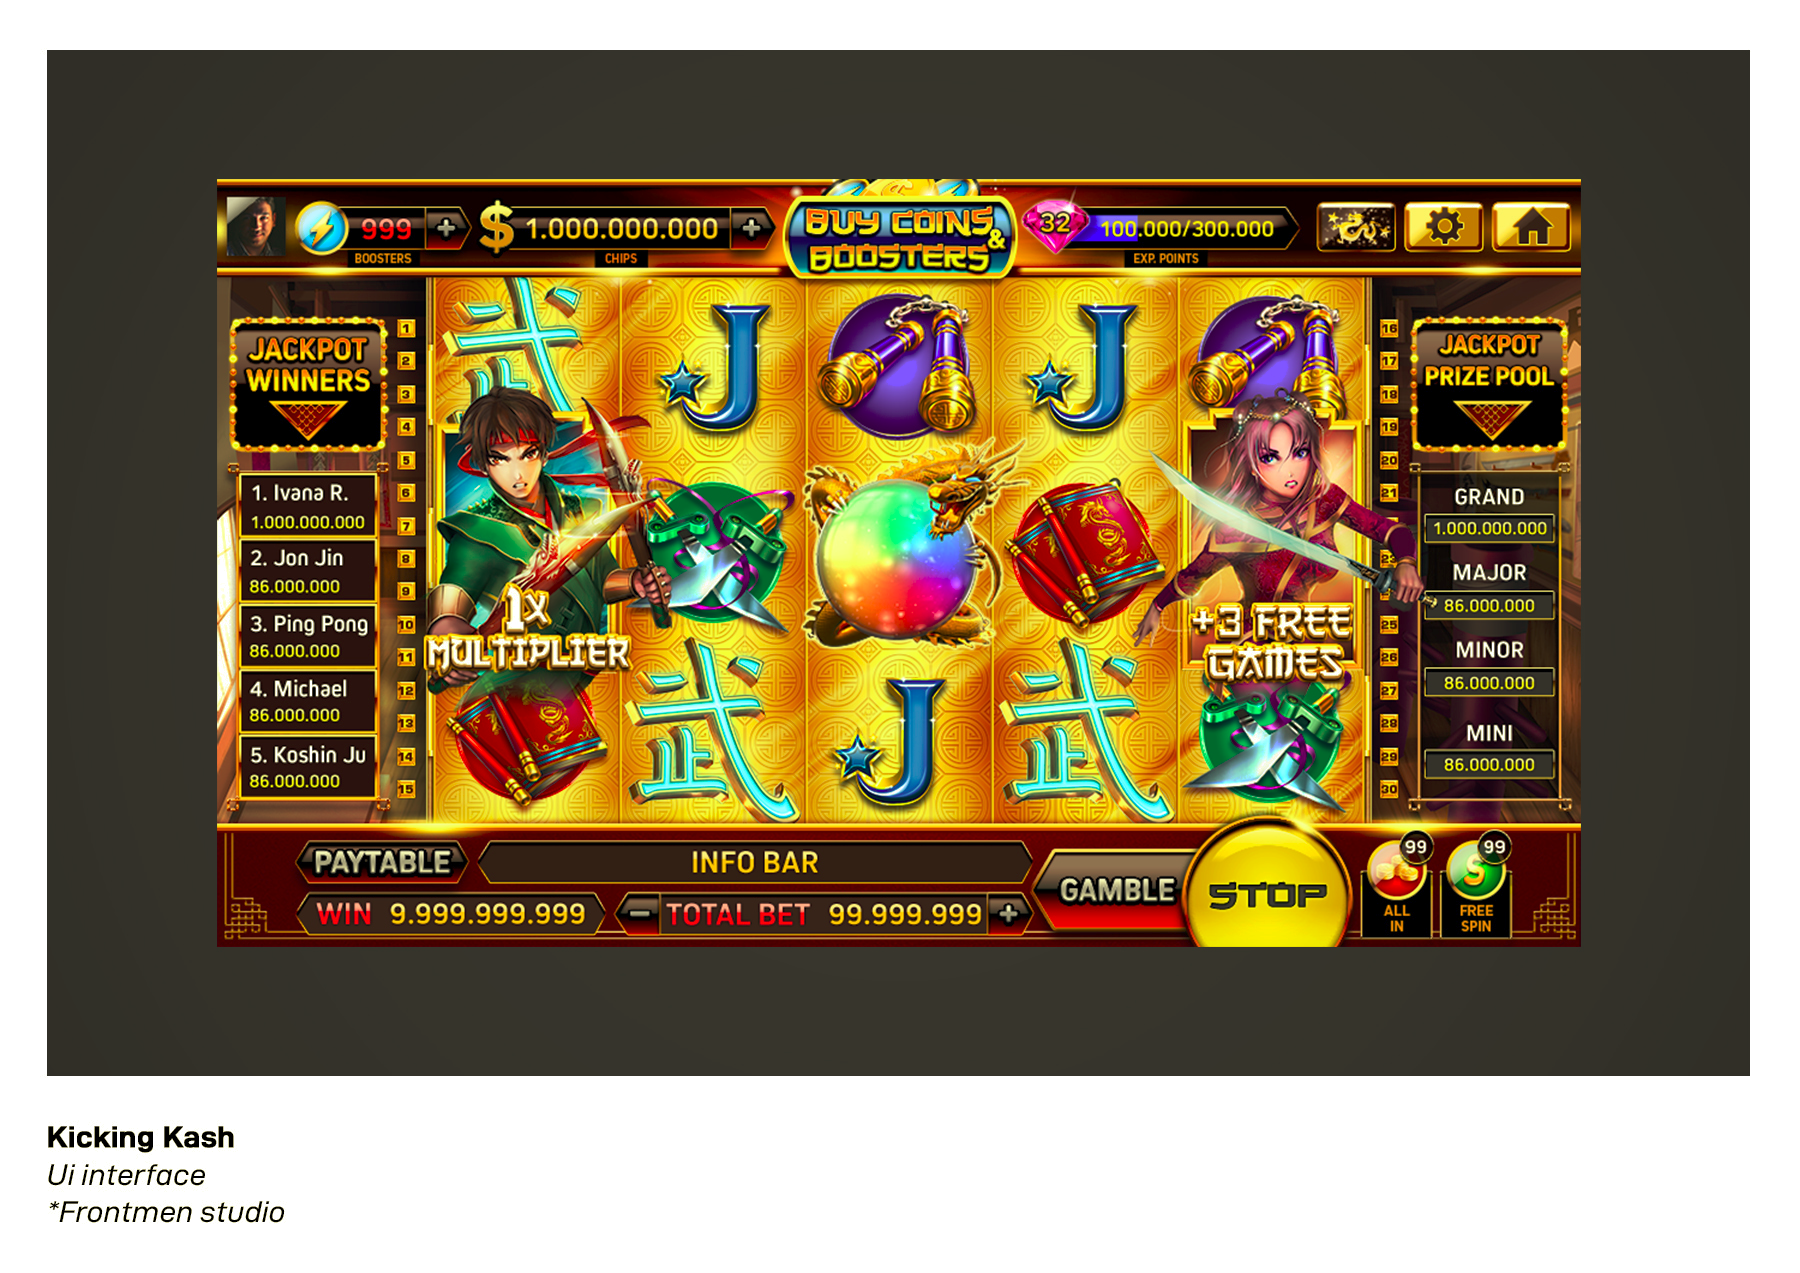 999
BOOSTERS
$ 1.000.000.000
CHIPS
BUY COINS
&
BOOSTERS
32
100.000/300.000
EXP. POINTS
JACKPOT
WINNERS
1. Ivana R.
1.000.000.000
2. Jon Jin
86.000.000
3. Ping Pong
86.000.000
4. Michael
86.000.000
5. Koshin Ju
86.000.000
1
2
3
4
5
6
7
8
9
10
11
12
13
14
15
武
J
J
1X
MULTIPLIER
+3 FREE
GAMES
武
J
武
16
17
18
19
20
21
23
25
26
27
28
29
30
JACKPOT
PRIZE POOL
GRAND
1.000.000.000
MAJOR
86.000.000
MINOR
86.000.000
MINI
86.000.000
PAYTABLE
INFO BAR
WIN 9.999.999.999
- TOTAL BET 99.999.999 +
GAMBLE
STOP
99
ALL
IN
99
S
FREE
SPIN
Kicking Kash
Ui interface
*Frontmen studio